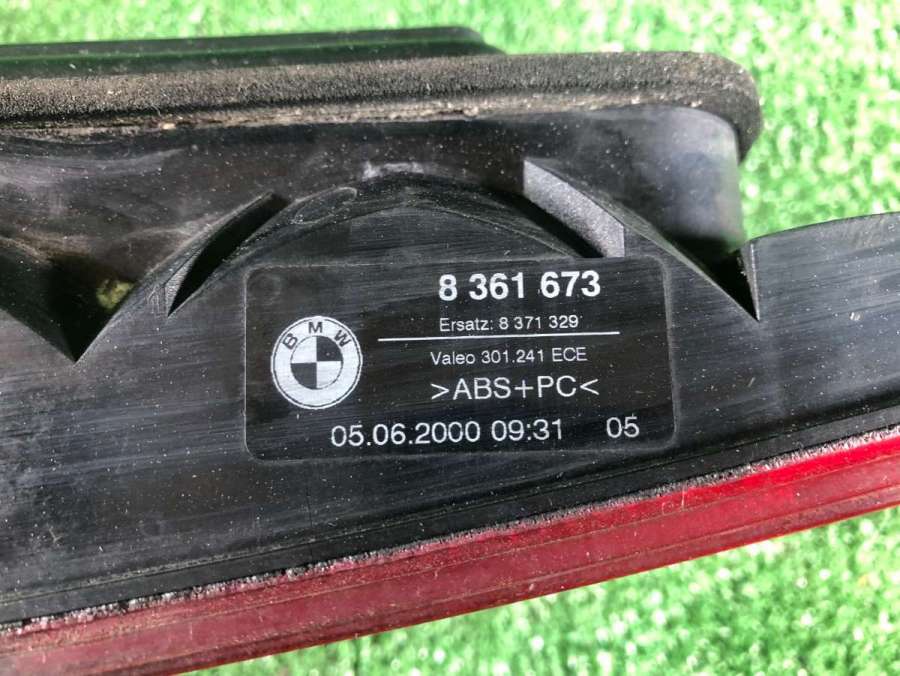 8 361 673
Ersatz: 8 371 329
BMW
Valeo 301.241 ECE
>ABS+PC<
05.06.2000 09:31 05